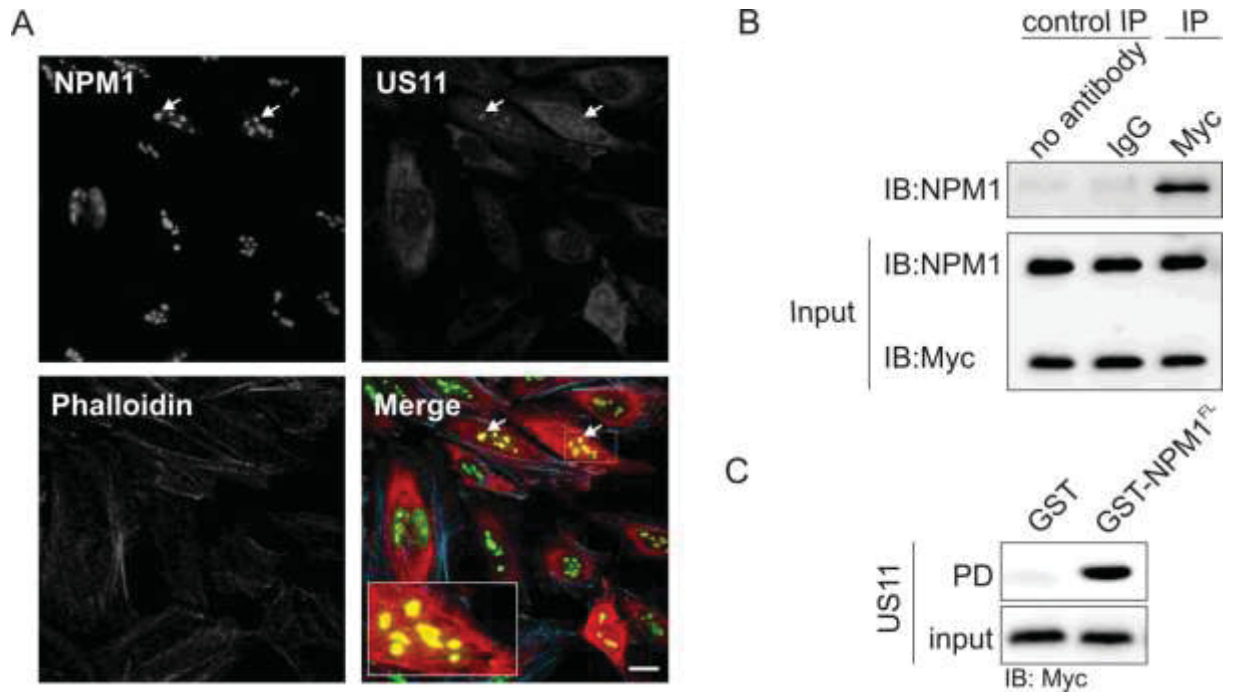 A
NPM1
US11
Phalloidin
Merge
B
control IP
IP
no antibody
IgG
Myc
IB:NPM1
Input
IB:NPM1
IB:Myc
C
GST
GST-NPM1FL
US11
PD
input
IB: Myc